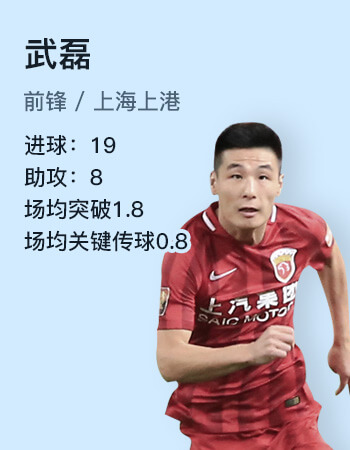 武磊
前锋 / 上海上港
进球：19
助攻：8
场均突破1.8
场均关键传球0.8
上汽集团
SAIC MOTOR